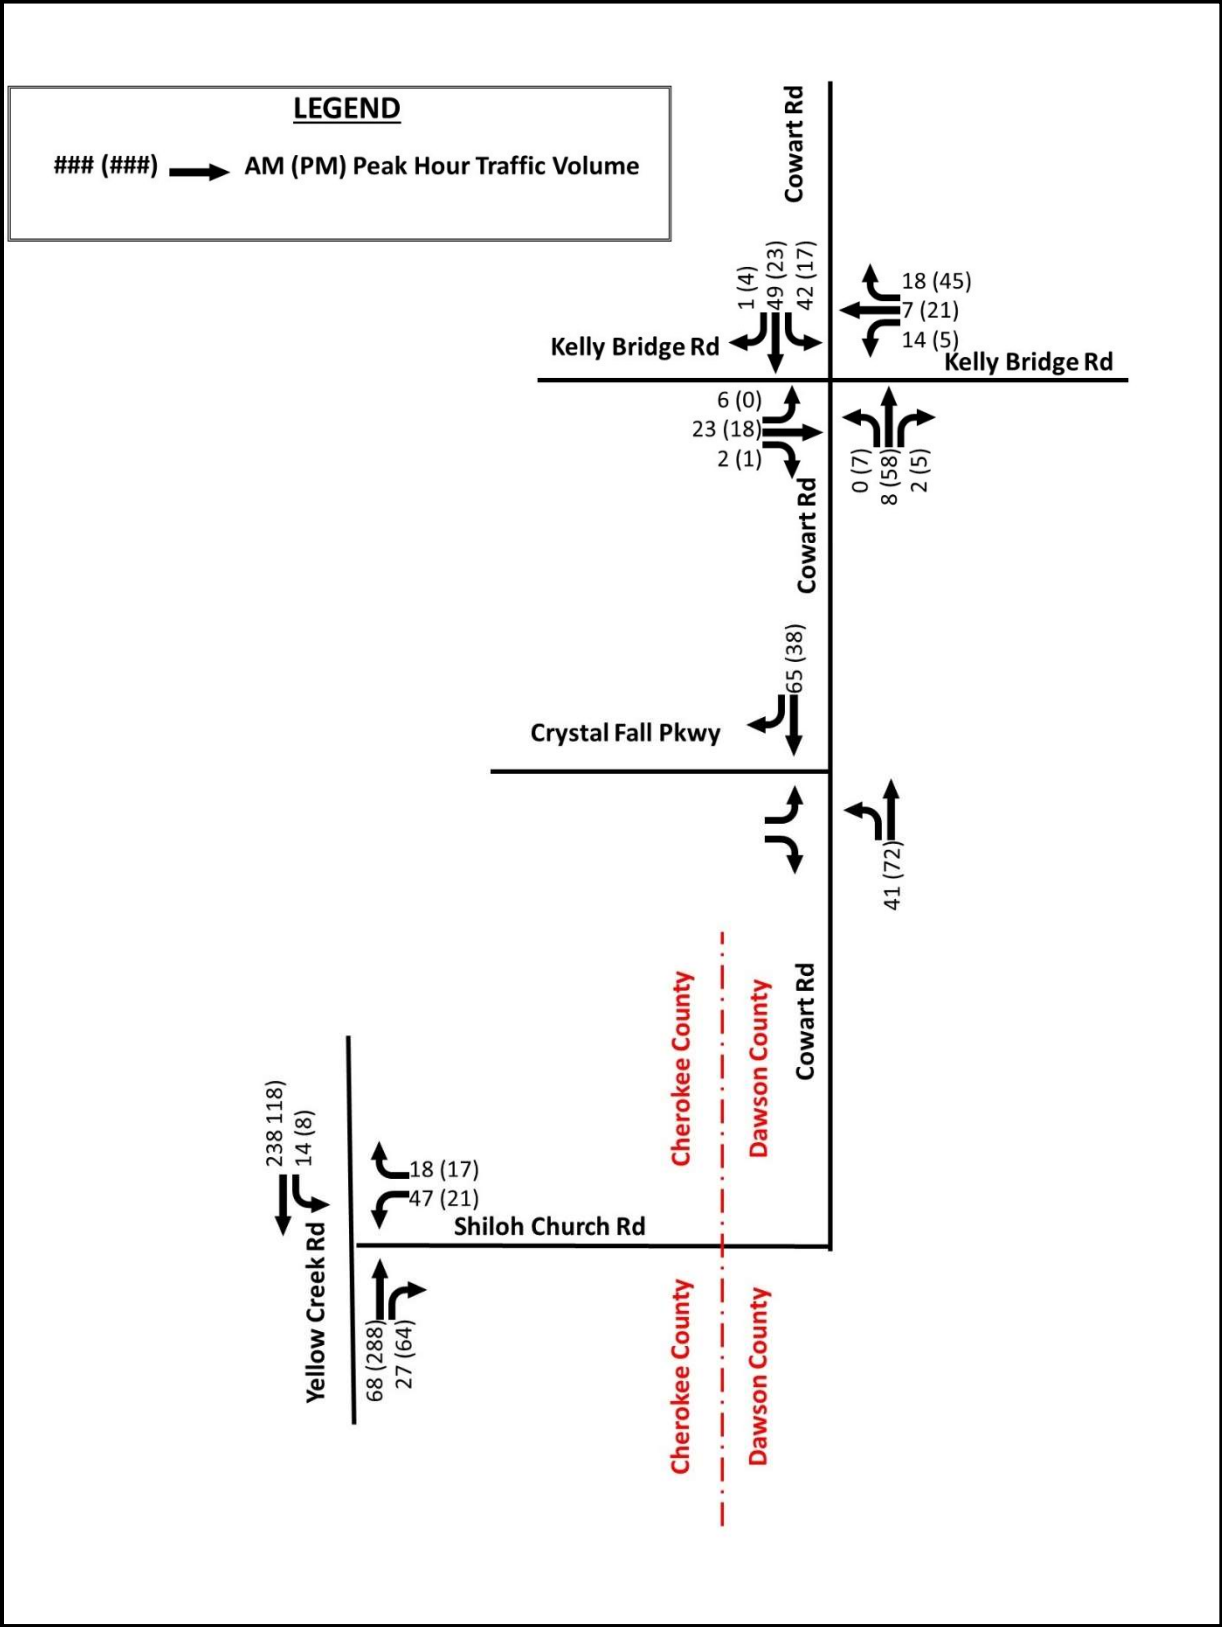 LEGEND
### (###) AM (PM) Peak Hour Traffic Volume
Cowart Rd
1 (4)
49 (23)
42 (17)
18 (45)
7 (21)
14 (5)
Kelly Bridge Rd
Kelly Bridge Rd
6 (0)
23 (18)
2 (1)
0 (7)
8 (58)
2 (5)
Cowart Rd
65 (38)
Crystal Fall Pkwy
41 (72)
Cowart Rd
Cherokee County
Dawson County
238 118)
14 (8)
18 (17)
47 (21)
Shiloh Church Rd
Yellow Creek Rd
68 (288)
27 (64)
Cherokee County
Dawson County